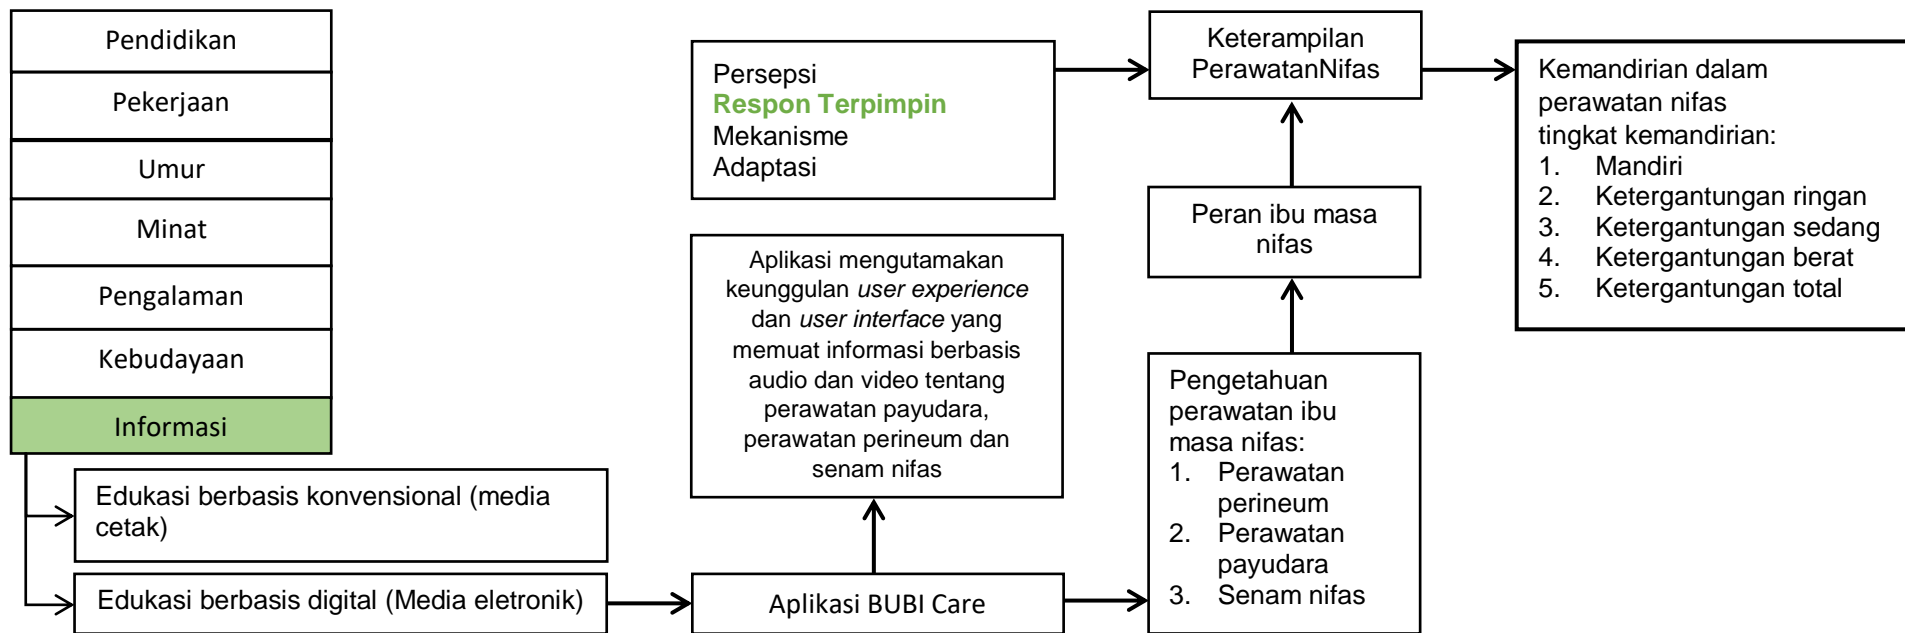 Pendidikan
Pekerjaan
Umur
Minat
Pengalaman
Kebudayaan
Informasi
Edukasi berbasis konvensional (media
cetak)
Edukasi berbasis digital (Media eletronik)
Persepsi
Respon Terpimpin
Mekanisme
Adaptasi
Aplikasi mengutamakan
keunggulan user experience
dan user interface yang
memuat informasi berbasis
audio dan video tentang
perawatan payudara,
perawatan perineum dan
senam nifas
Aplikasi BUBI Care
Keterampilan
PerawatanNifas
Peran ibu masa
nifas
Pengetahuan
perawatan ibu
masa nifas:
1. Perawatan
perineum
2. Perawatan
payudara
3. Senam nifas
Kemandirian dalam
perawatan nifas
tingkat kemandirian:
1. Mandiri
2. Ketergantungan ringan
3. Ketergantungan sedang
4. Ketergantungan berat
5. Ketergantungan total